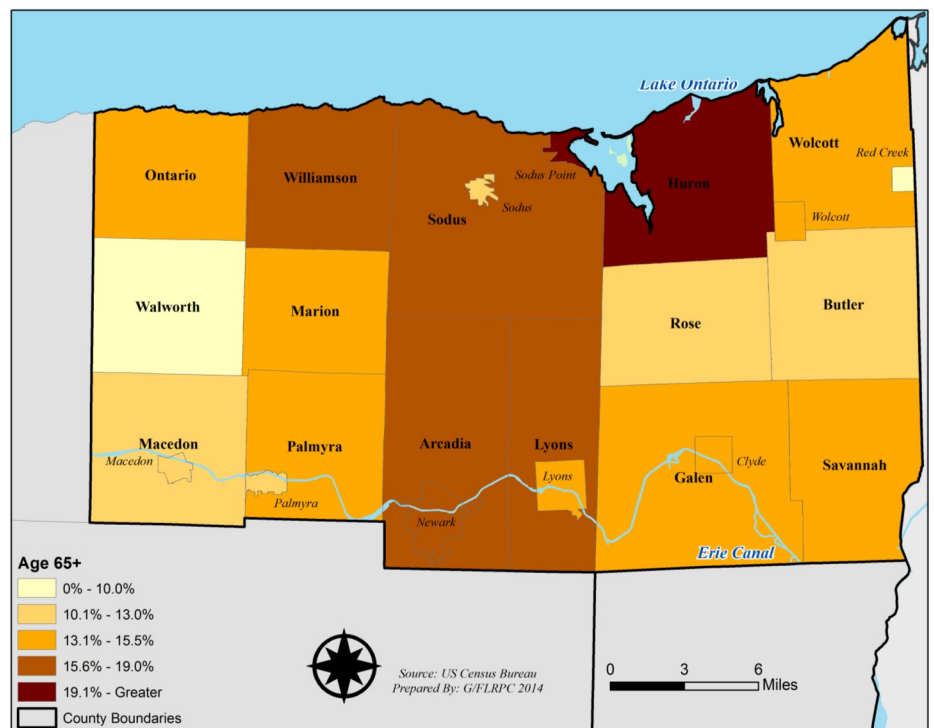 Lake Ontario
Wolcott
Red Creek
Ontario
Williamson
Sodus Point
Huron
Sodus
Sodus
Wolcott
Walworth
Marion
Rose
Butler
Macedon
Macedon
Palmyra
Palmyra
Arcadia
Newark
Lyons
Lyons
Galen
Clyde
Savannah
Erie Canal
Age 65+
0% - 10.0%
10.1% - 13.0%
13.1% - 15.5%
15.6% - 19.0%
19.1% - Greater
County Boundaries
Source: US Census Bureau
Prepared By: G/FLRPC 2014
0 3 6
Miles